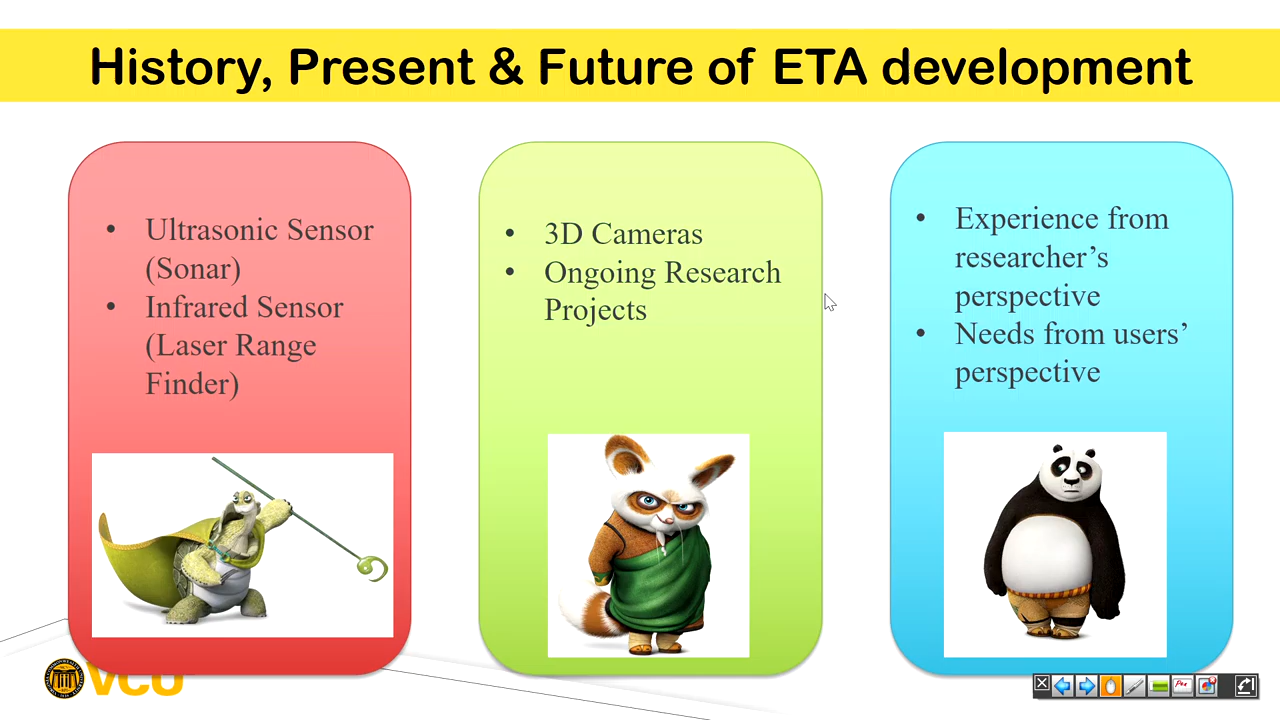 History, Present & Future of ETA development
• Ultrasonic Sensor
(Sonar)
• Infrared Sensor
(Laser Range
Finder)
• 3D Cameras
• Ongoing Research
Projects
• Experience from
researcher’s
perspective
• Needs from users’
perspective
VCU